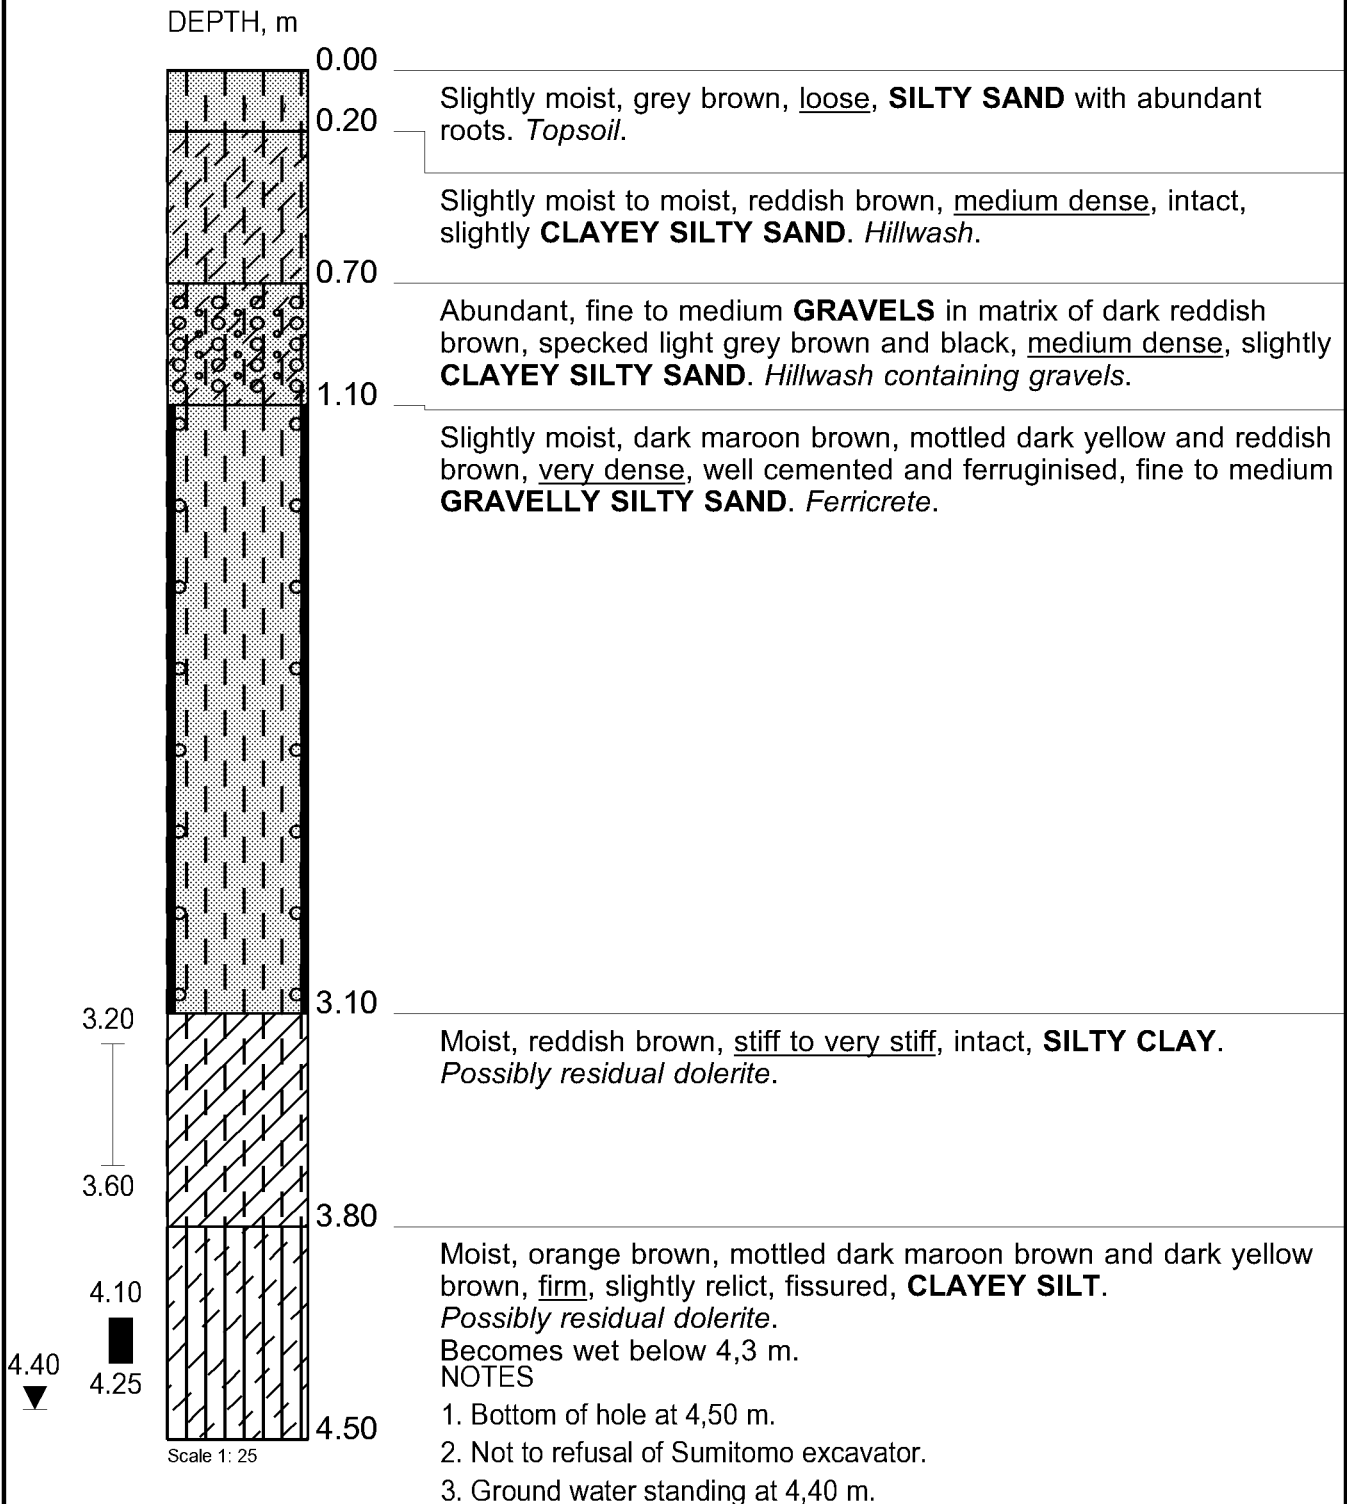 DEPTH, m
0.00
Slightly moist, grey brown, loose, SILTY SAND with abundant
roots. Topsoil.
0.20
Slightly moist to moist, reddish brown, medium dense, intact,
slightly CLAYEY SILTY SAND. Hillwash.
0.70
Abundant, fine to medium GRAVELS in matrix of dark reddish
brown, specked light grey brown and black, medium dense, slightly
CLAYEY SILTY SAND. Hillwash containing gravels.
1.10
Slightly moist, dark maroon brown, mottled dark yellow and reddish
brown, very dense, well cemented and ferruginised, fine to medium
GRAVELLY SILTY SAND. Ferricrete.
3.10
3.20
Moist, reddish brown, stiff to very stiff, intact, SILTY CLAY.
Possibly residual dolerite.
3.60
3.80
Moist, orange brown, mottled dark maroon brown and dark yellow
brown, firm, slightly relict, fissured, CLAYEY SILT.
Possibly residual dolerite.
Becomes wet below 4,3 m.
4.10
4.25
4.40
4.50
Scale 1: 25
NOTES
1. Bottom of hole at 4,50 m.
2. Not to refusal of Sumitomo excavator.
3. Ground water standing at 4,40 m.